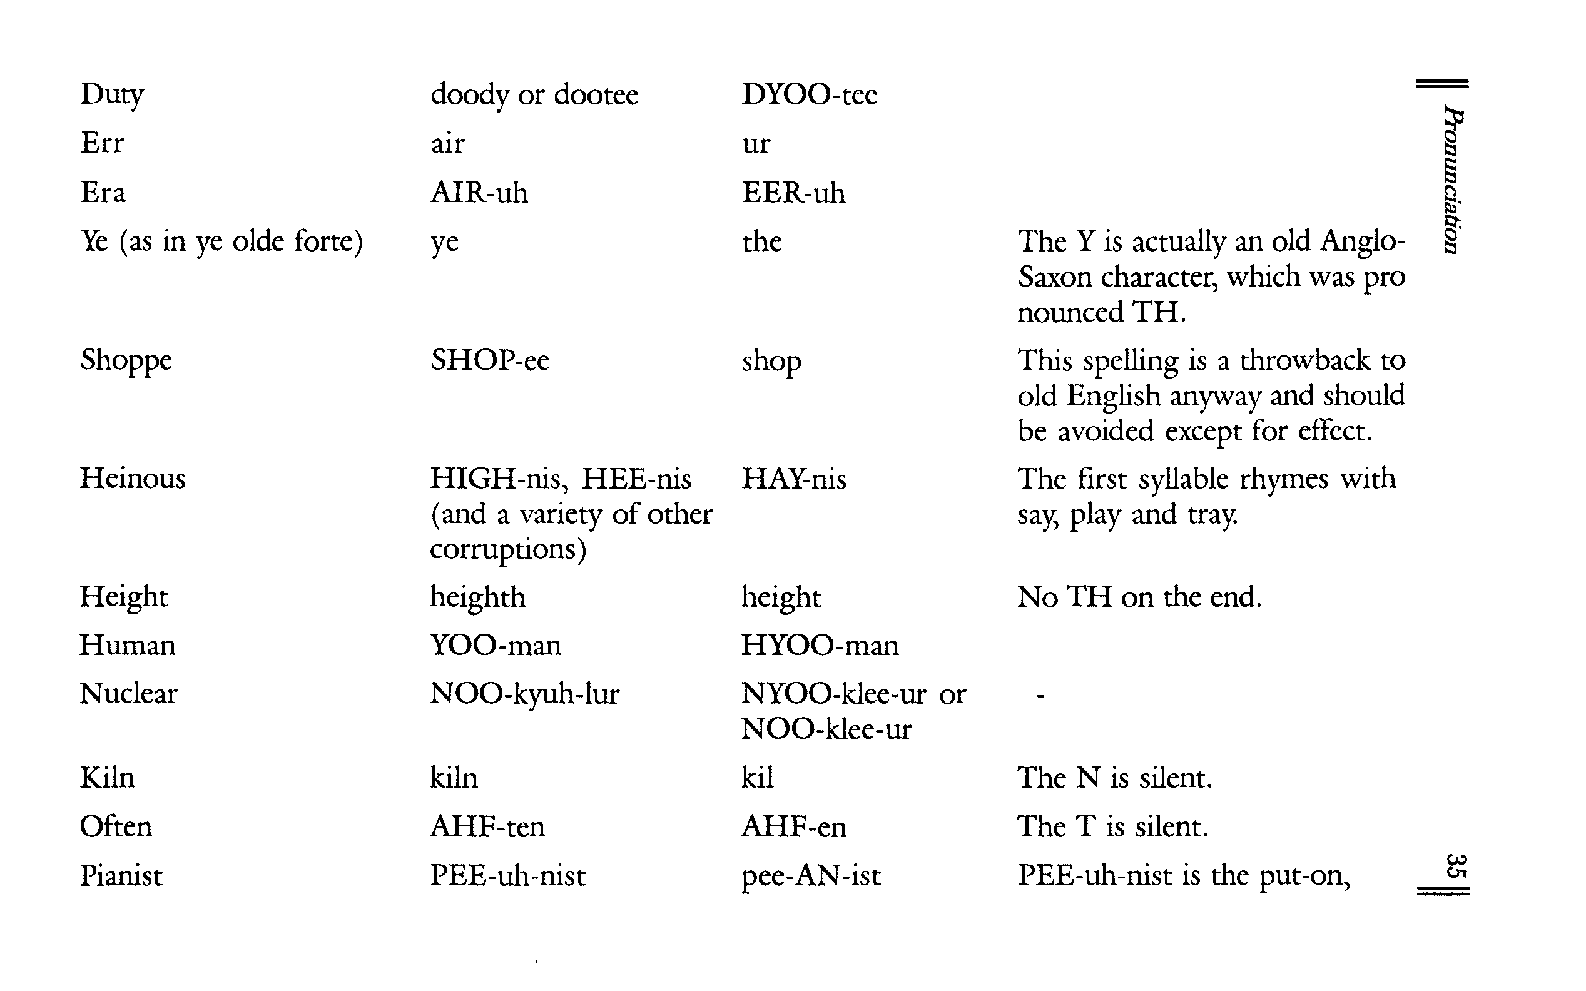 Duty doody or dootee DYOO-tee
Err air ur
Era AIR-uh EER-uh
Ye (as in ye olde forte) ye the The Y is actually an old Anglo-
Saxon character, which was pro
nounced TH.
Shoppe SHOP-ee shop This spelling is a throwback to
old English anyway and should
be avoided except for effect.
Heinous HIGH-nis, HEE-nis HAY-nis The first syllable rhymes with
(and a variety of other say, play and tray.
corruptions)
Height heighth height No TH on the end.
Human YOO-man HYOO-man
Nuclear NOO-kyuh-lur NYOO-klee-ur or -
NOO-klee-ur
Kiln kiln kil The N is silent.
Often AHF-ten AHF-en The T is silent.
Pianist PEE-uh-nist pee-AN-ist PEE-uh-nist is the put-on,
Pronunciation
35